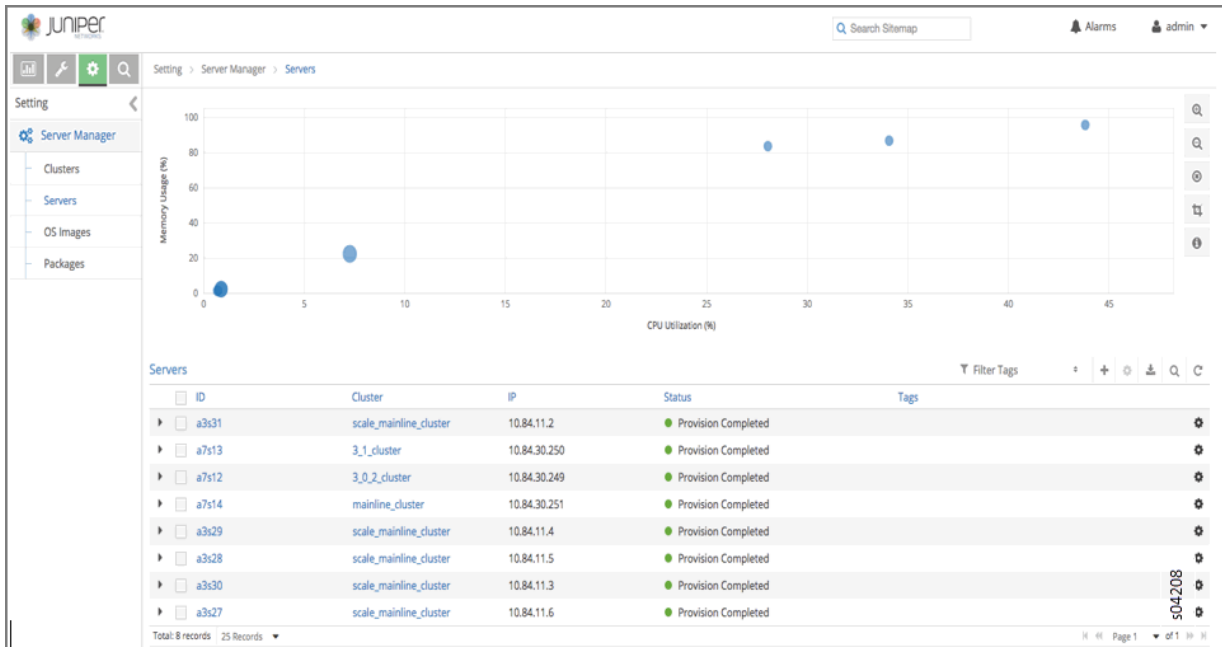 JUNIPER
NETWORKS
Search Sitemap
Alarms
admin
Setting > Server Manager > Servers
Setting
Server Manager
Clusters
Servers
OS Images
Packages
Memory Usage (%)
100
80
60
40
20
0
0 5 10 15 20 25 30 35 40 45
CPU Utilization (%)
Servers
Filter Tags
ID Cluster IP Status Tags
a3s31 scale_mainline_cluster 10.84.11.2 Provision Completed
a7s13 3_1_cluster 10.84.30.250 Provision Completed
a7s12 3_0_2_cluster 10.84.30.249 Provision Completed
a7s14 mainline_cluster 10.84.30.251 Provision Completed
a3s29 scale_mainline_cluster 10.84.11.4 Provision Completed
a3s28 scale_mainline_cluster 10.84.11.5 Provision Completed
a3s30 scale_mainline_cluster 10.84.11.3 Provision Completed
a3s27 scale_mainline_cluster 10.84.11.6 Provision Completed
s04208
Total: 8 records 25 Records
Page 1 of 1